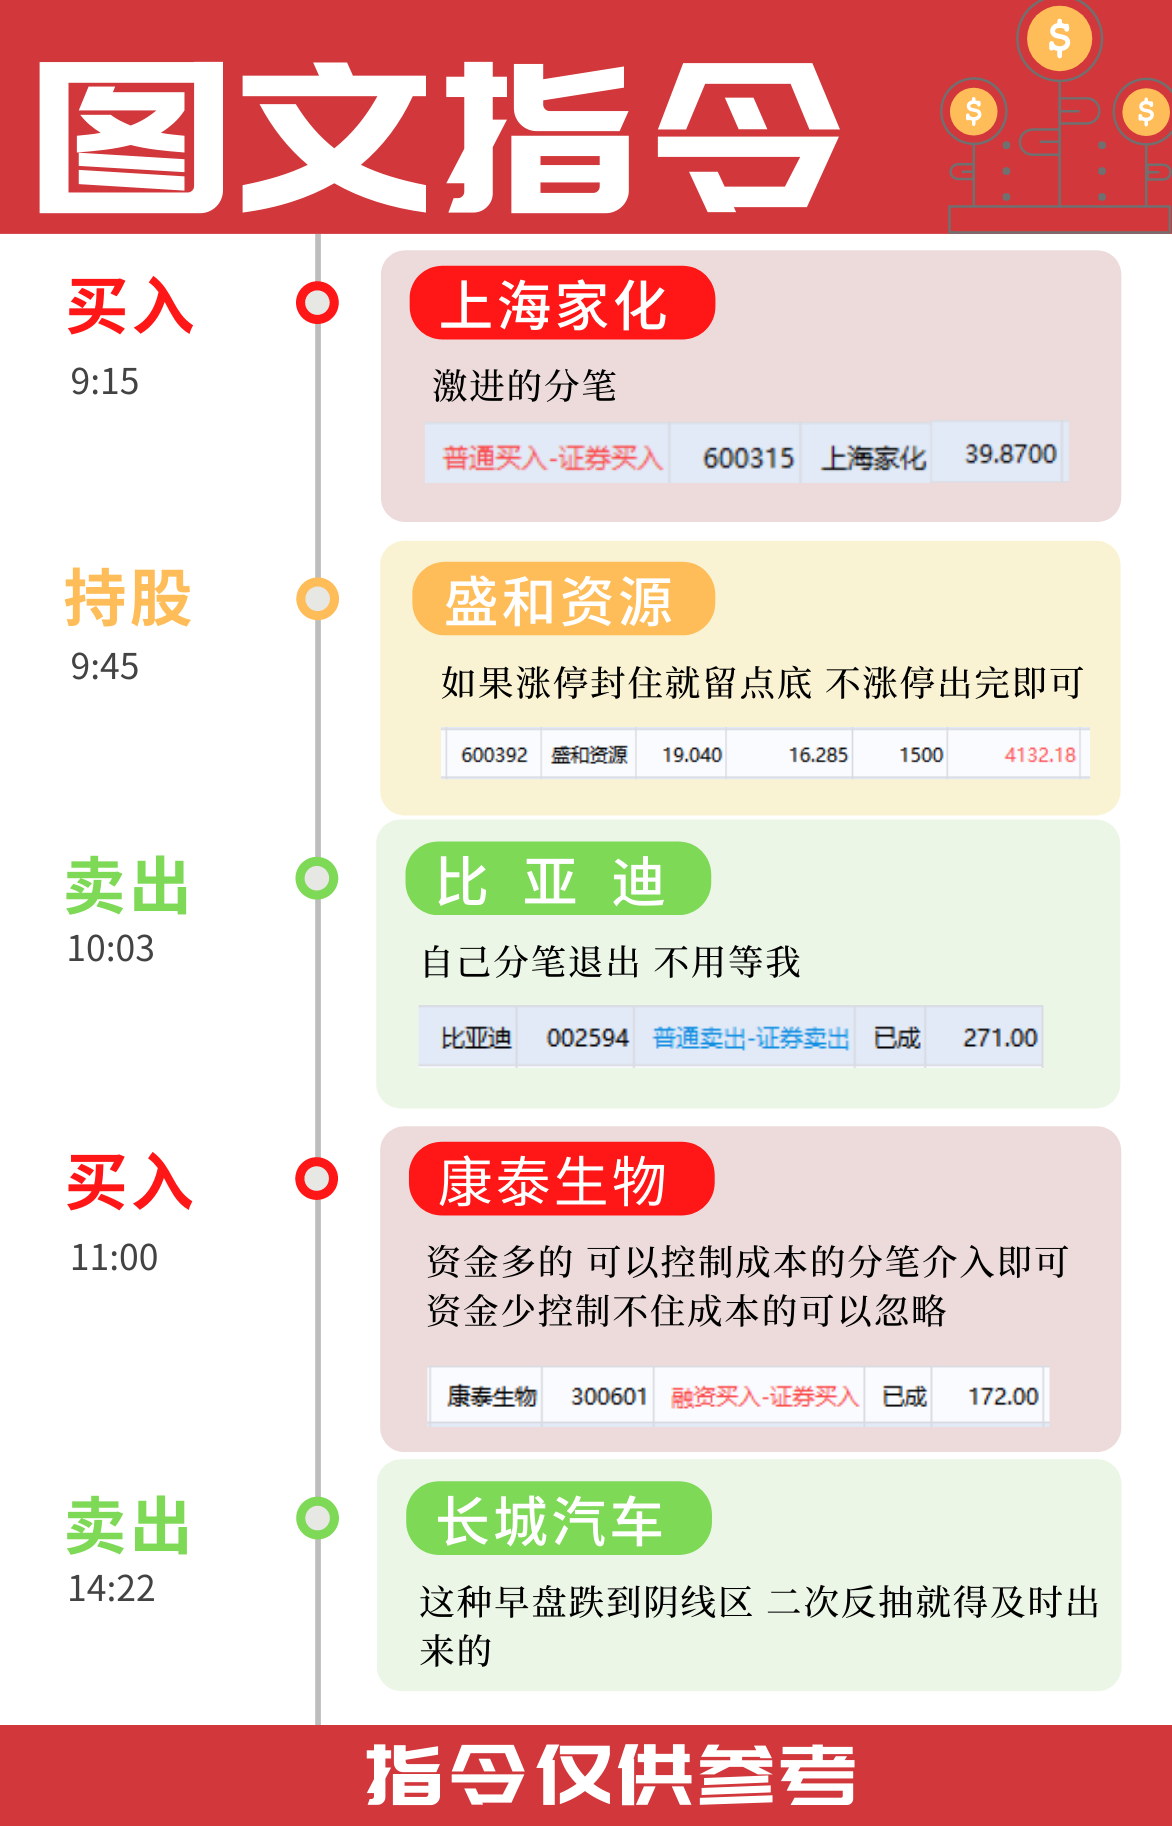 图文指令
买入
9:15
上海家化
激进的分笔
普通买入-证券买入 600315 上海家化 39.8700
持股
9:45
盛和资源
如果涨停封住就留点底 不涨停出完即可
600392 盛和资源 19.040 16.285 1500 4132.18
卖出
10:03
比 亚 迪
自己分笔退出 不用等我
比亚迪 002594 普通卖出-证券卖出 已成 271.00
买入
11:00
康泰生物
资金多的 可以控制成本的分笔介入即可
资金少控制不住成本的可以忽略
康泰生物 300601 融资买入-证券买入 已成 172.00
卖出
14:22
长城汽车
这种早盘跌到阴线区 二次反抽就得及时出
来的
指令仅供参考